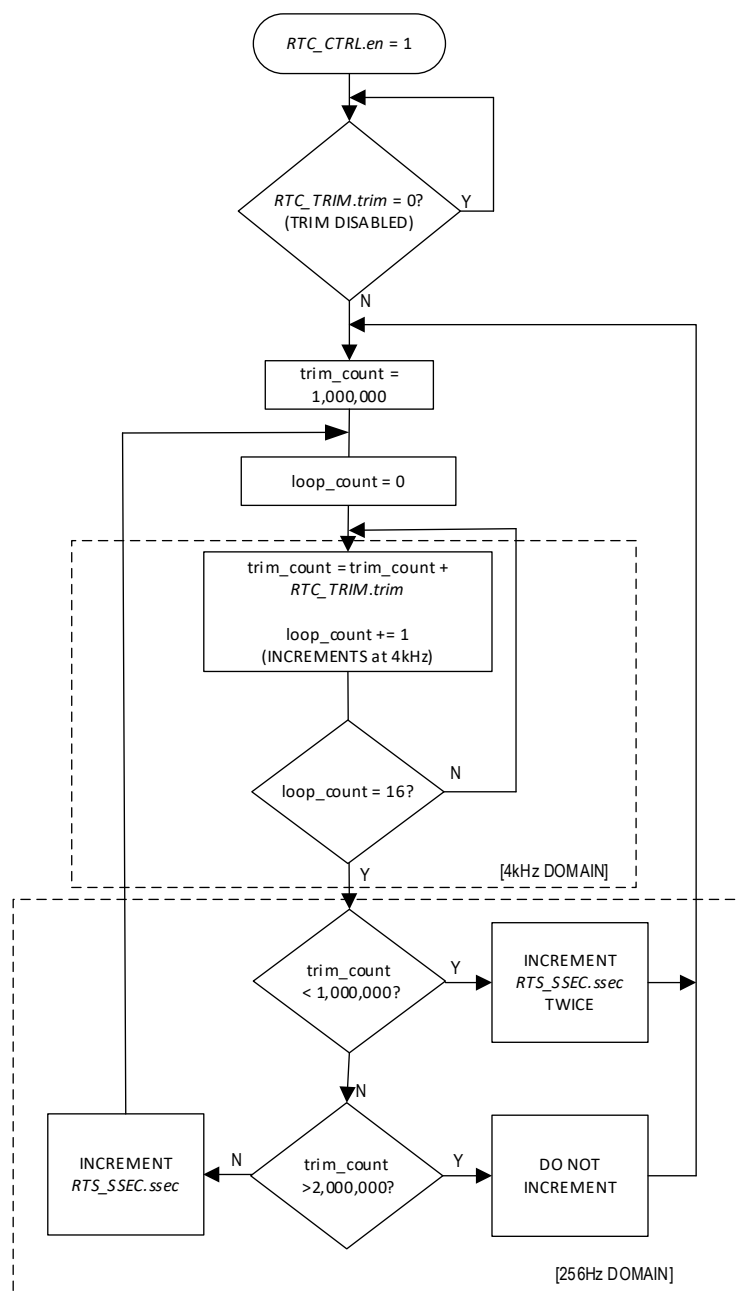 RTC_CTRL.en = 1
RTC_TRIM.trim = 0?
(TRIM DISABLED)
Y
N
trim_count =
1,000,000
loop_count = 0
trim_count = trim_count +
RTC_TRIM.trim
loop_count += 1
(INCREMENTS at 4kHz)
loop_count = 16?
N
Y
[4kHz DOMAIN]
trim_count
< 1,000,000?
Y
INCREMENT
RTS_SSEC.ssec
TWICE
N
INCREMENT
RTS_SSEC.ssec
N
trim_count
>2,000,000?
Y
DO NOT
INCREMENT
[256Hz DOMAIN]